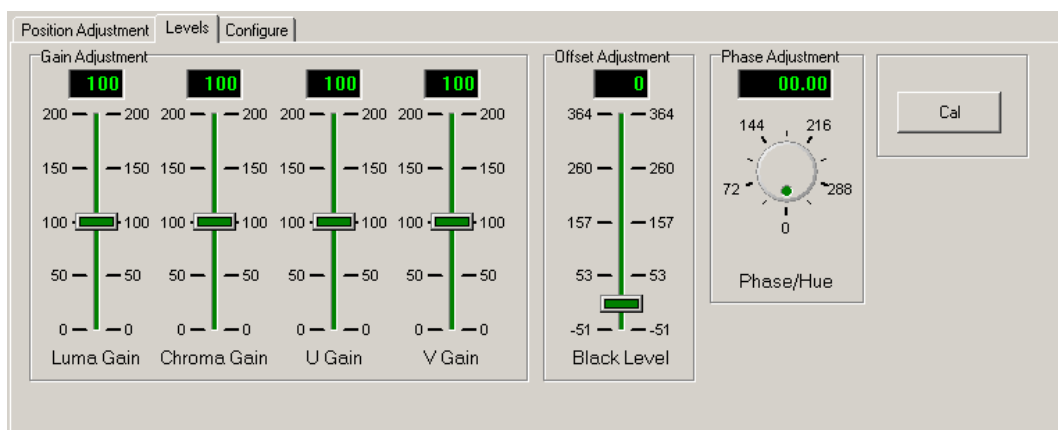 Position Adjustment Levels Configure
Gain Adjustment Offset Adjustment Phase Adjustment
100 100 100 100 0 00.00
200 200 200 200 200 200 200 200 364 364 Cal
144 216
150 150 150 150 150 150 150 150 260 260
72 288
100 100 100 100 100 100 100 100 157 157
0
50 50 50 50 50 50 50 50 53 53
Phase/Hue
0 0 0 0 0 0 0 0 -51 -51
Luma Gain Chroma Gain U Gain V Gain Black Level